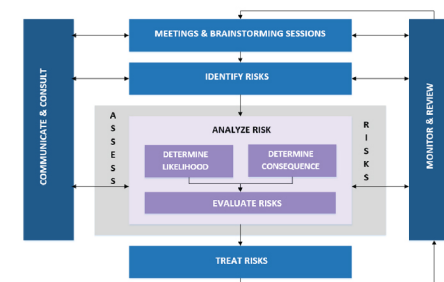 MEETINGS & BRAINSTORMING SESSIONS
COMMUNICATE & CONSULT
IDENTIFY RISKS
MONITOR & REVIEW
ASSESS
ANALYZE RISK
RISKS
DETERMINE
LIKELIHOOD
DETERMINE
CONSEQUENCE
EVALUATE RISKS
TREAT RISKS